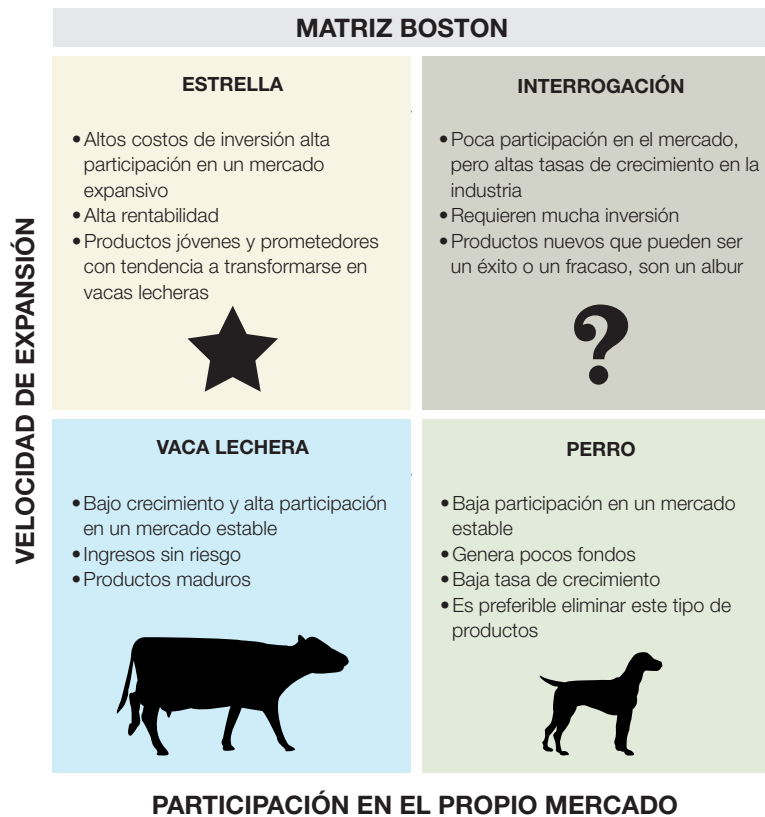 MATRIZ BOSTON
VELOCIDAD DE EXPANSIÓN
ESTRELLA
• Altos costos de inversión alta
participación en un mercado
expansivo
• Alta rentabilidad
• Productos jóvenes y prometedores
con tendencia a transformarse en
vacas lecheras
INTERROGACIÓN
• Poca participación en el mercado,
pero altas tasas de crecimiento en la
industria
• Requieren mucha inversión
• Productos nuevos que pueden ser
un éxito o un fracaso, son un albur
?
VACA LECHERA
• Bajo crecimiento y alta participación
en un mercado estable
• Ingresos sin riesgo
• Productos maduros
PERRO
• Baja participación en un mercado
estable
• Genera pocos fondos
• Baja tasa de crecimiento
• Es preferible eliminar este tipo de
productos
PARTICIPACIÓN EN EL PROPIO MERCADO